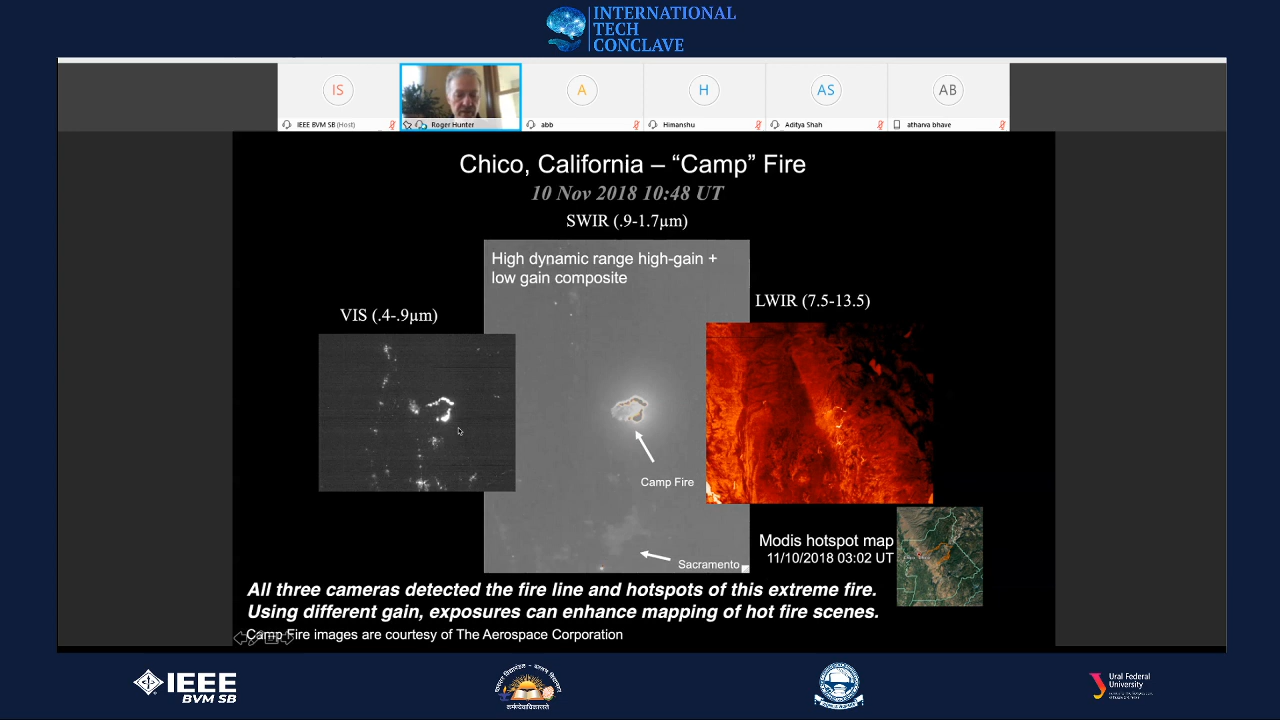 INTERNATIONAL
TECH
CONCLAVE
IS
A
H
AS
AB
IEEE BVM SB (Host)
Roger Hunter
abb
Himanshu
Aditya Shah
atharva bhave
Chico, California – “Camp” Fire
10 Nov 2018 10:48 UT
SWIR (.9-1.7µm)
High dynamic range high-gain +
low gain composite
LWIR (7.5-13.5)
VIS (.4-.9µm)
Camp Fire
Sacramento
Modis hotspot map
11/10/2018 03:02 UT
All three cameras detected the fire line and hotspots of this extreme fire.
Using different gain, exposures can enhance mapping of hot fire scenes.
Camp Fire images are courtesy of The Aerospace Corporation
IEEE
BVM SB
Ural Federal
University